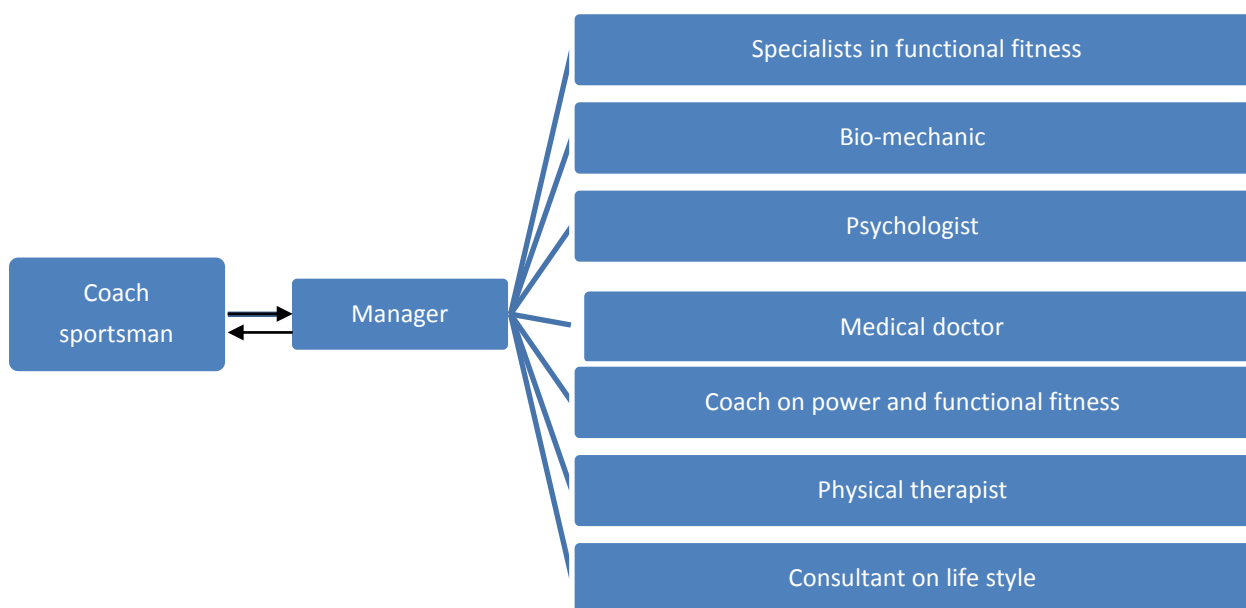 Specialists in functional fitness
Bio-mechanic
Psychologist
Coach
sportsman
Manager
Medical doctor
Coach on power and functional fitness
Physical therapist
Consultant on life style